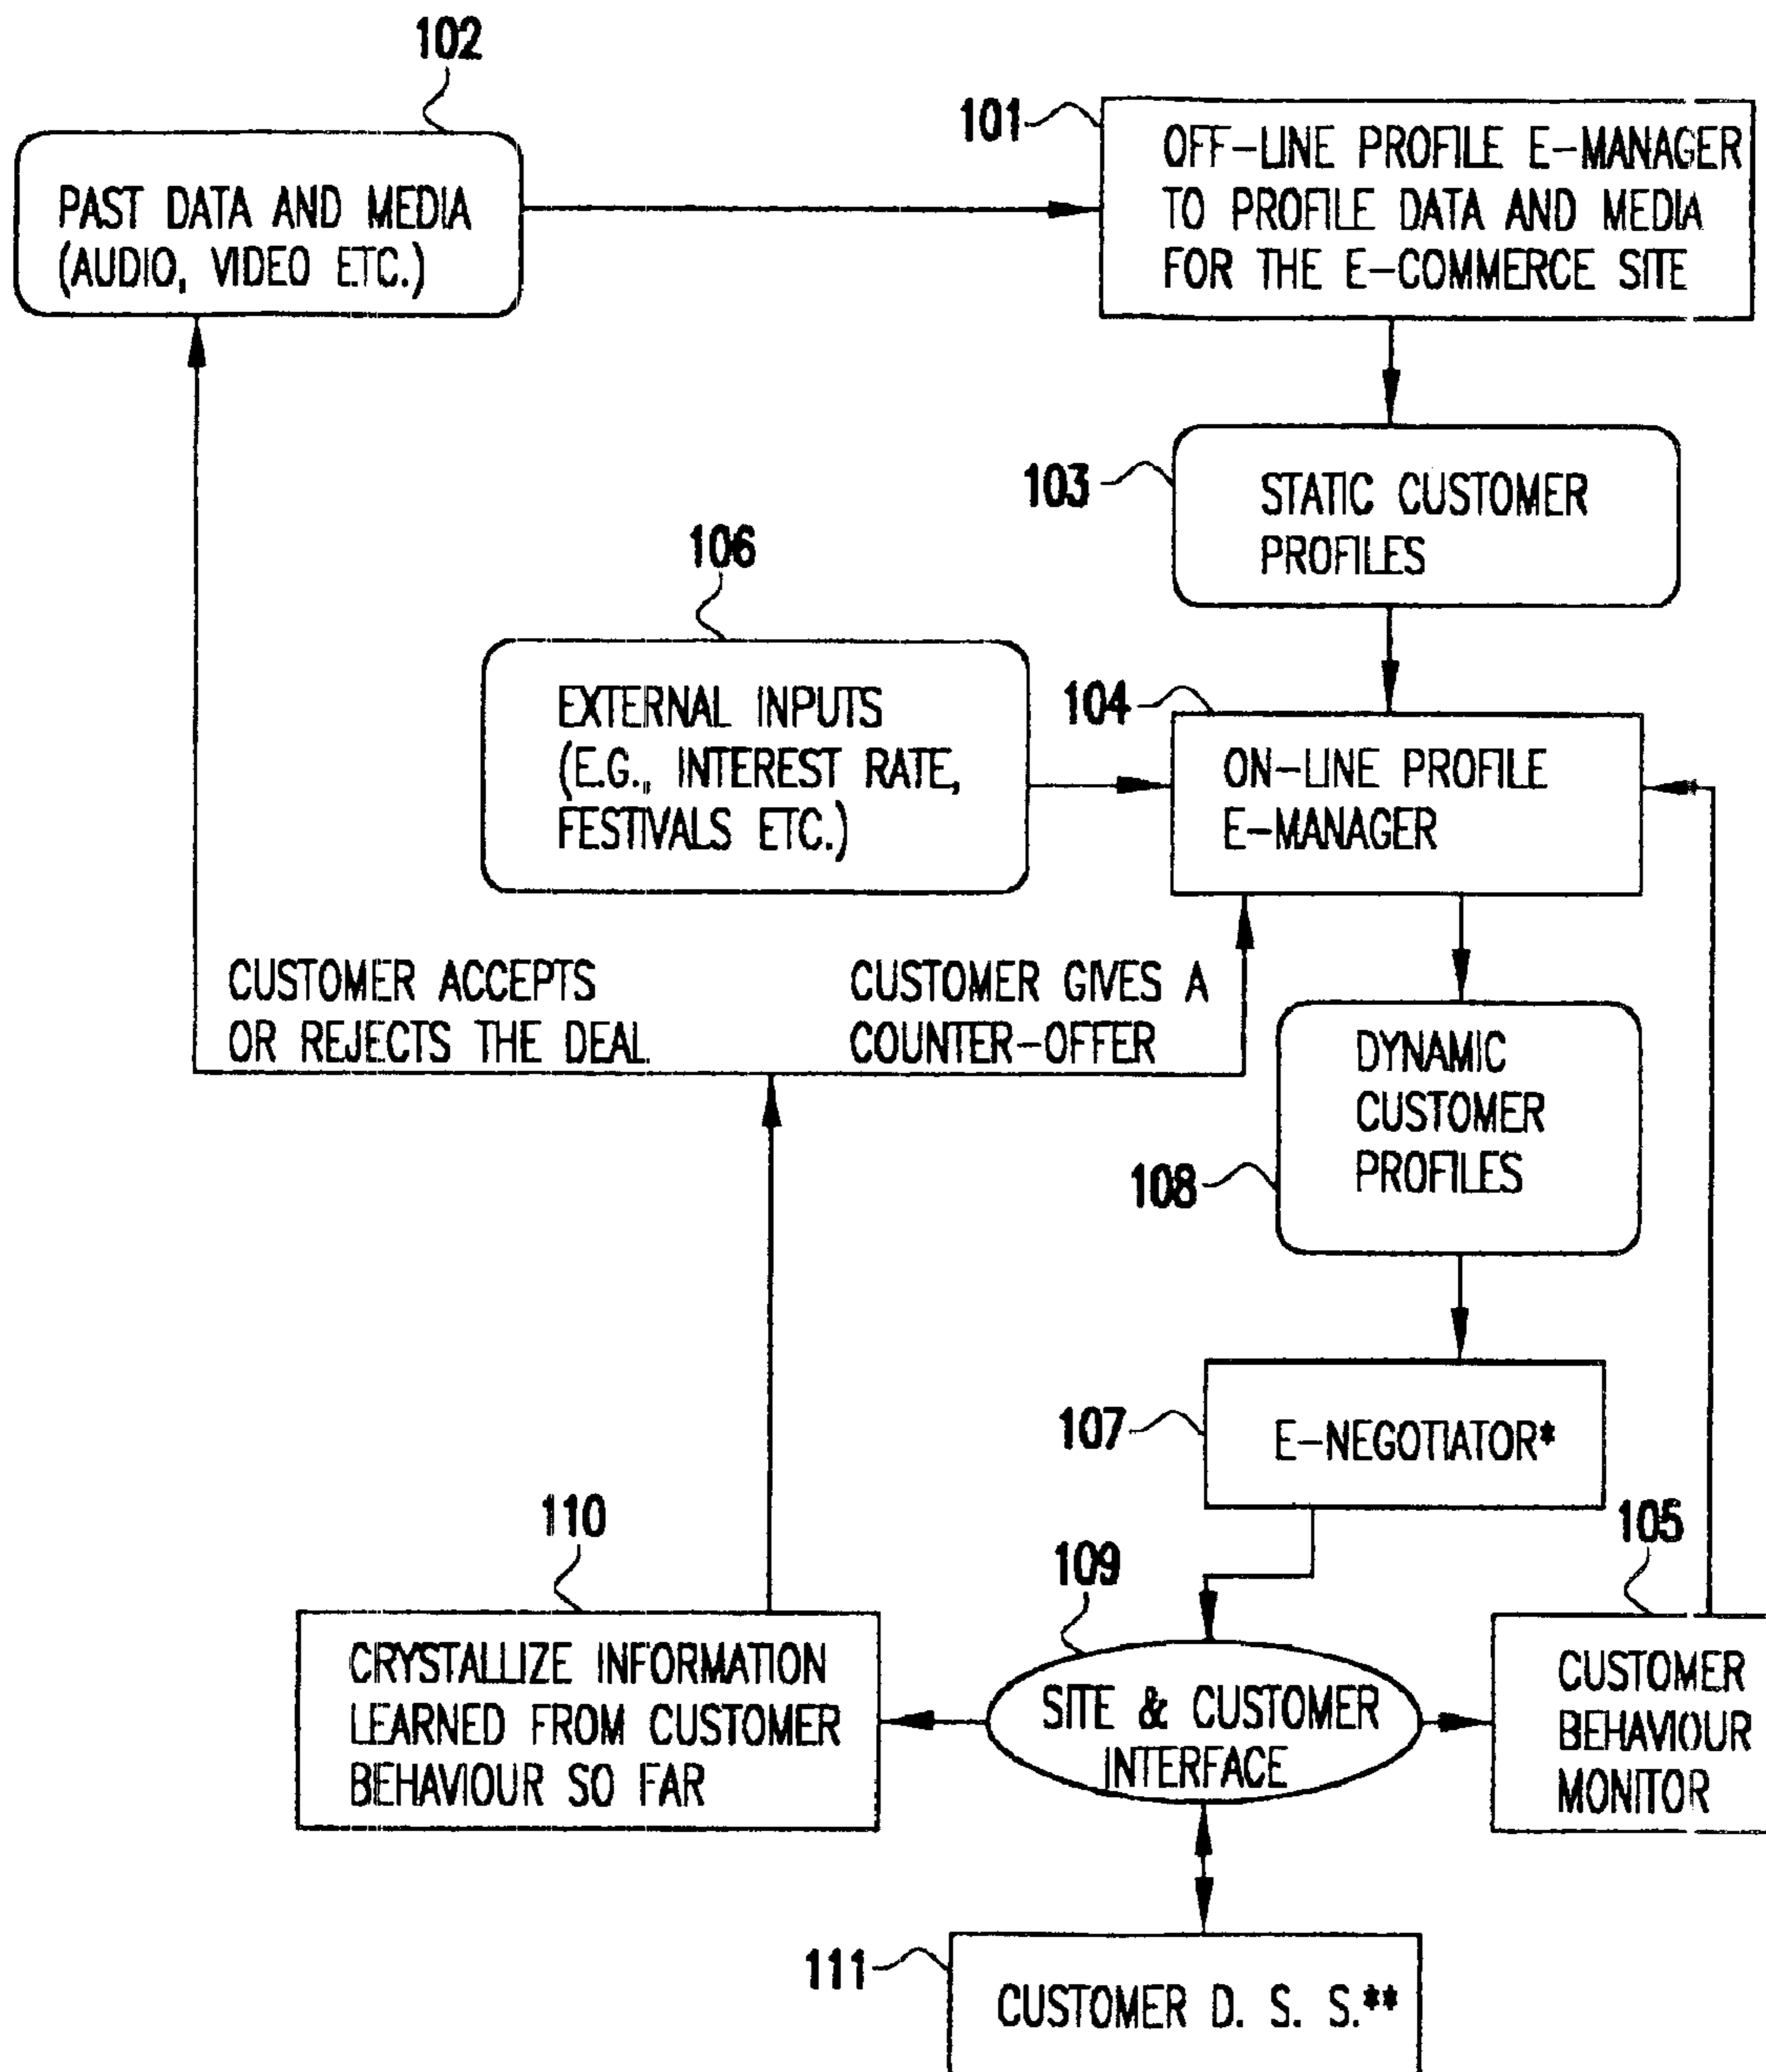 102
PAST DATA AND MEDIA
(AUDIO, VIDEO ETC.)
101
OFF-LINE PROFILE E-MANAGER
TO PROFILE DATA AND MEDIA
FOR THE E-COMMERCE SITE
103
STATIC CUSTOMER
PROFILES
106
EXTERNAL INPUTS
(E.G., INTEREST RATE,
FESTIVALS ETC.)
104
ON-LINE PROFILE
E-MANAGER
CUSTOMER ACCEPTS
OR REJECTS THE DEAL
CUSTOMER GIVES A
COUNTER-OFFER
DYNAMIC
CUSTOMER
PROFILES
108
107
E-NEGOTIATOR*
110
CRYSTALLIZE INFORMATION
LEARNED FROM CUSTOMER
BEHAVIOUR SO FAR
109
SITE & CUSTOMER
INTERFACE
105
CUSTOMER
BEHAVIOUR
MONITOR
111
CUSTOMER D. S. S.**